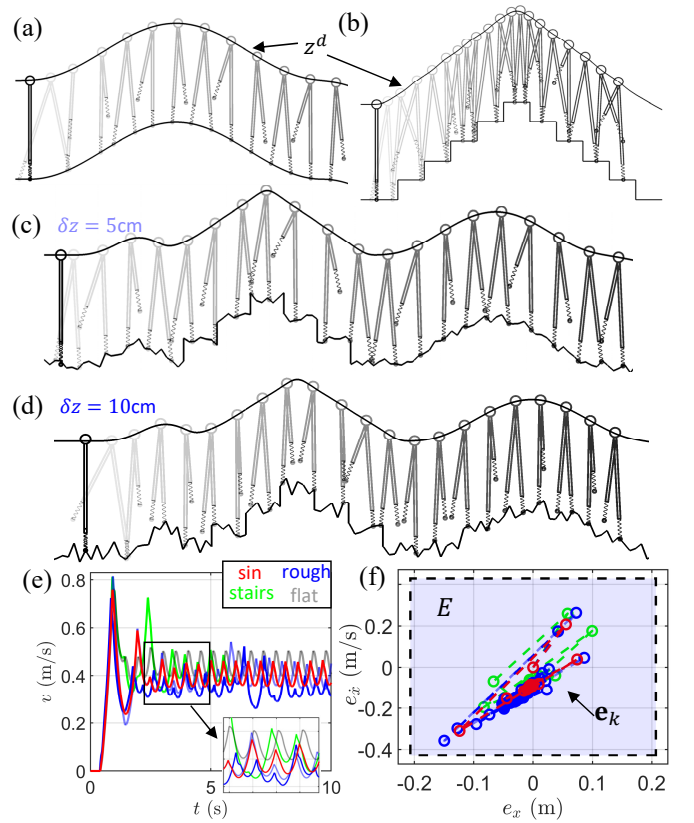 (a)
z^d
(b)
(c)
δz = 5cm
(d)
δz = 10cm
(e)
sin rough
stairs flat
0.8
0.6
0.4
0.2
0
v (m/s)
0 5 10
t (s)
(f)
E
e_k
0.2
0
-0.2
-0.4
e_ẋ (m/s)
-0.2 -0.1 0 0.1 0.2
e_x (m)